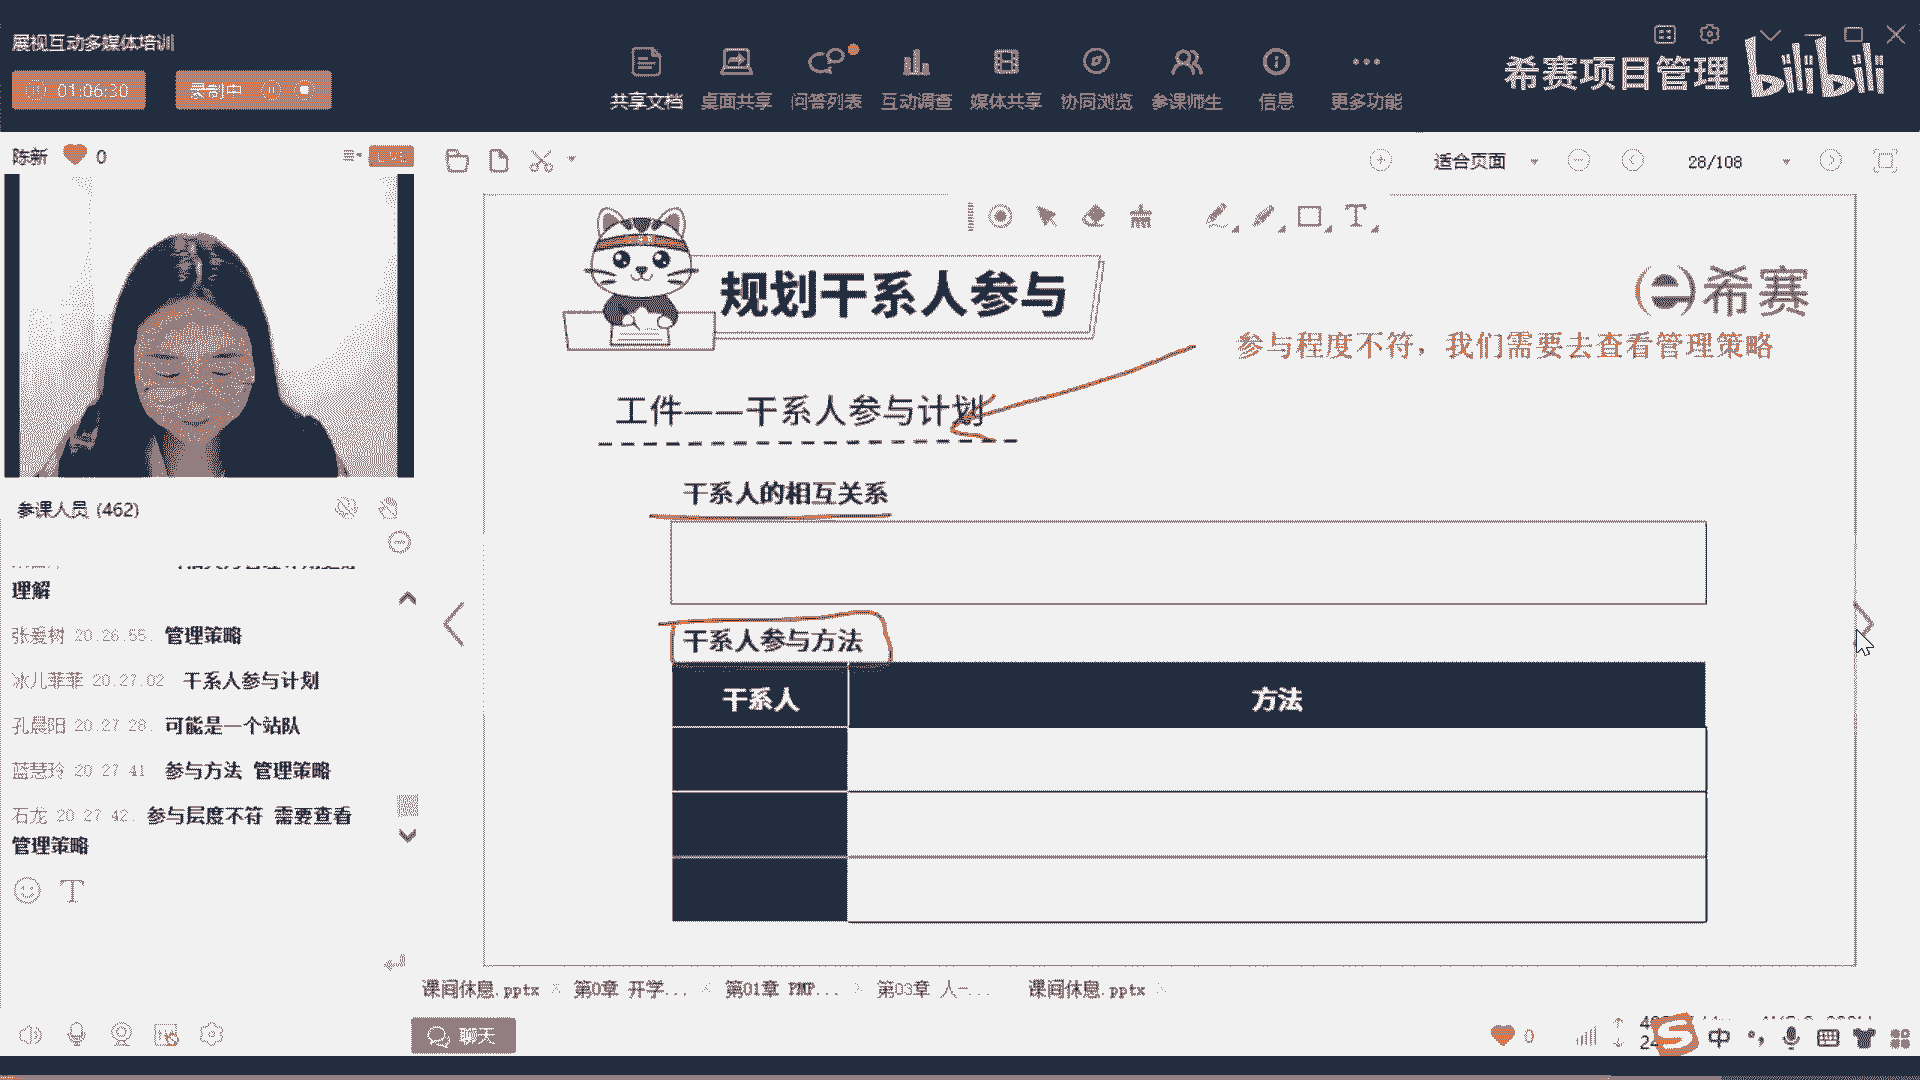 展视互动多媒体培训
01:06:20
录制中
共享文档
桌面共享
问答列表
互动调查
媒体共享
协同浏览
参课师生
信息
更多功能
希赛项目管理
bilibili
陈新
0
LIVE
适合页面
28/108
规划干系人参与
希赛
参与程度不符，我们需要去查看管理策略
工件——干系人参与计划
干系人的相互关系
干系人参与方法
干系人
方法
参课人员 (462)
理解
张爱树 20:26:55: 管理策略
冰儿菲菲 20:27:02 干系人参与计划
孔晨阳 20:27:28: 可能是一个站队
蓝慧玲 20:27:41 参与方法 管理策略
石龙 20:27:42: 参与层度不符 需要查看
管理策略
课间休息.pptx
第0章 开学...
第01章 PMP...
第03章 人-...
课间休息.pptx
聊天
0
中